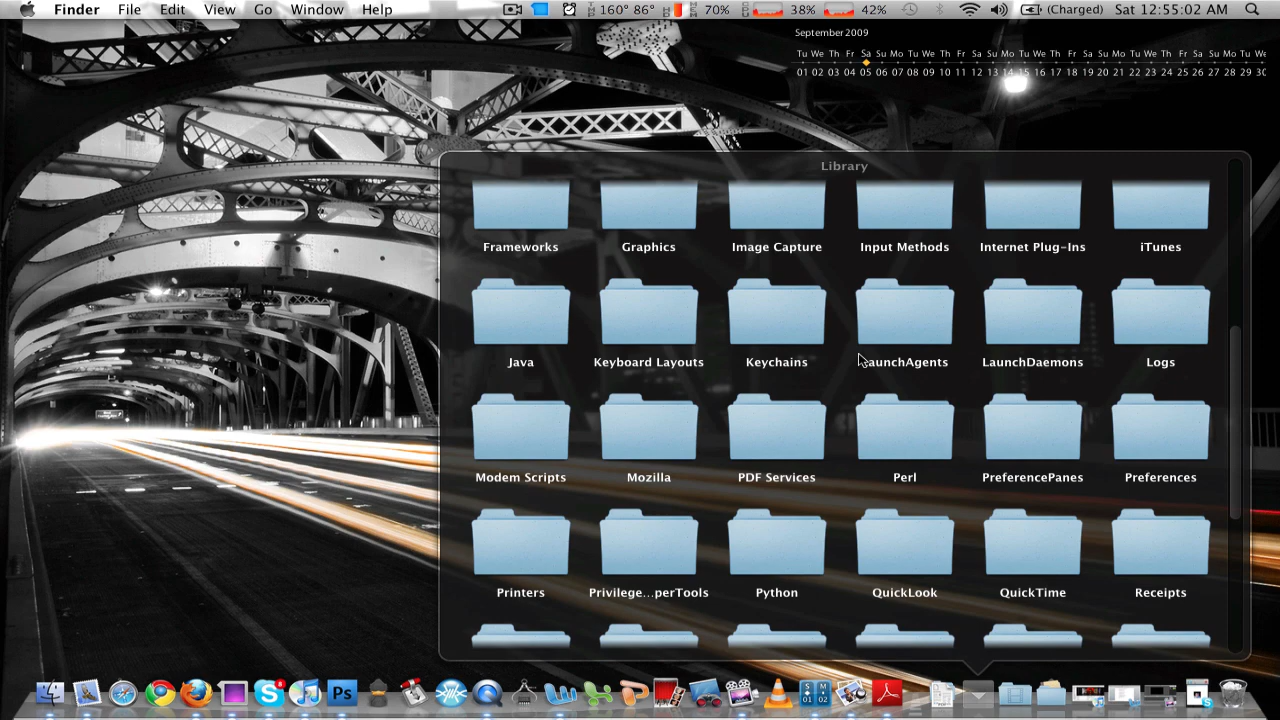 Finder File Edit View Go Window Help 160° 86° 70% 38% 42% (Charged) Sat 12:55:02 AM
September 2009
Tu We Th Fr Sa Su Mo Tu We Th Fr Sa Su Mo Tu We Th Fr Sa Su Mo Tu We Th Fr Sa Su Mo Tu We
01 02 03 04 05 06 07 08 09 10 11 12 13 14 15 16 17 18 19 20 21 22 23 24 25 26 27 28 29 30
Library
Frameworks Graphics Image Capture Input Methods Internet Plug-Ins iTunes
Java Keyboard Layouts Keychains LaunchAgents LaunchDaemons Logs
Modem Scripts Mozilla PDF Services Perl PreferencePanes Preferences
Printers Privilege...perTools Python QuickLook QuickTime Receipts
Ps
S M
01 02